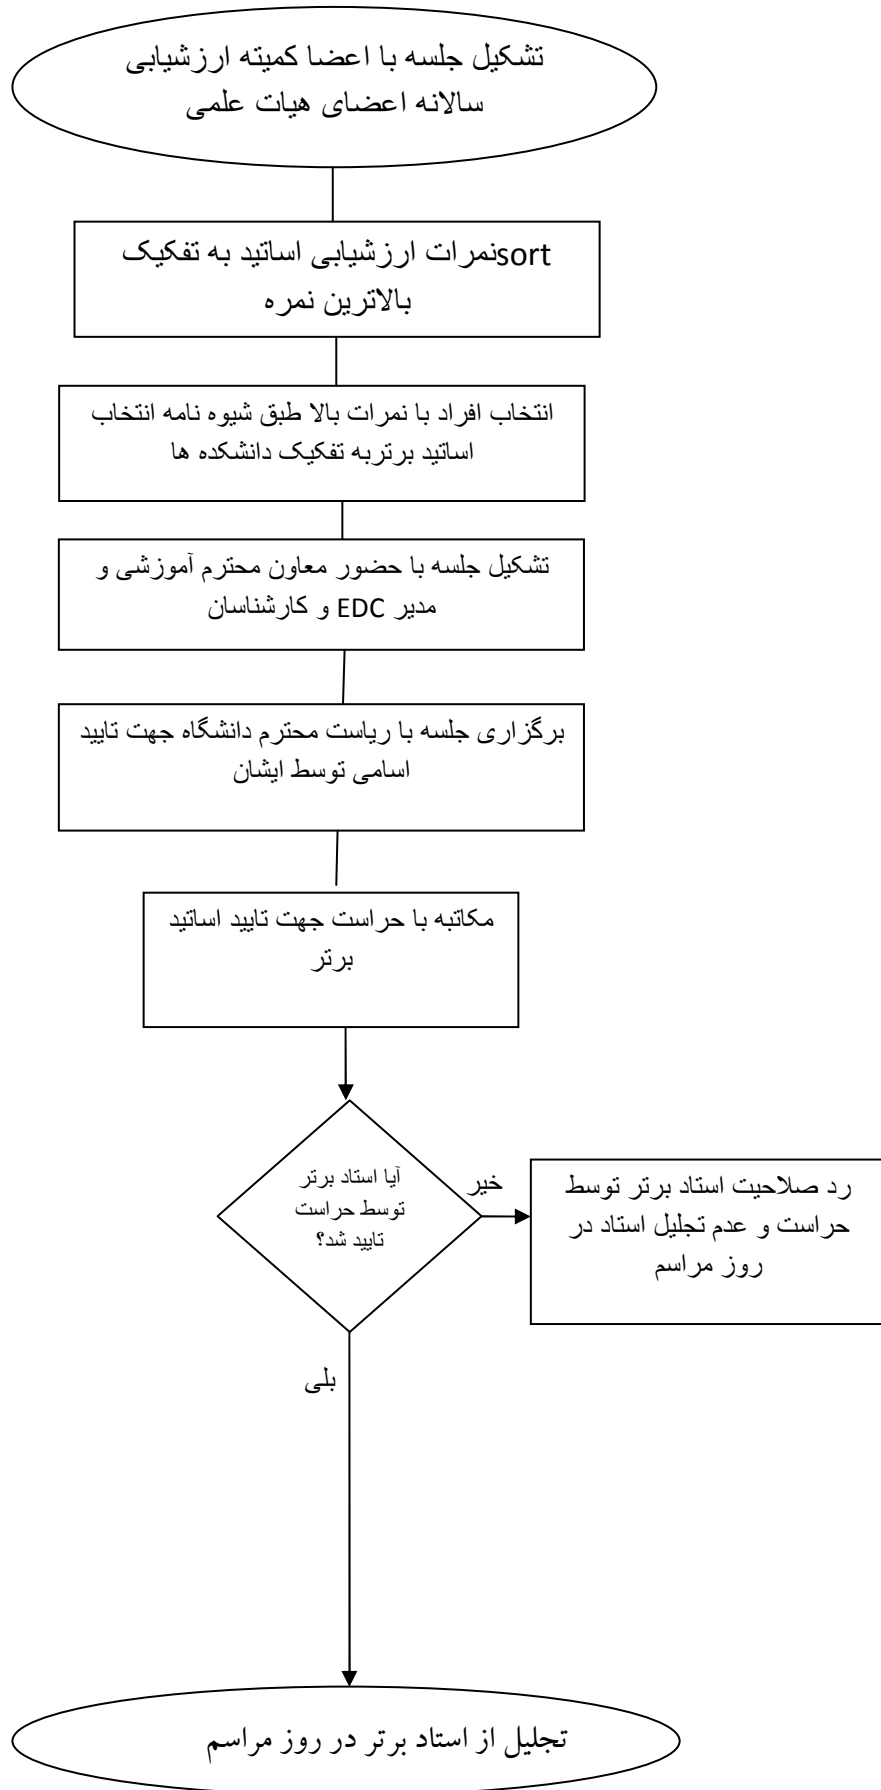 تشکیل جلسه با اعضا کمیته ارزشیابی
سالانه اعضای هیات علمی
sortنمرات ارزشیابی اساتید به تفکیک
بالاترین نمره
انتخاب افراد با نمرات بالا طبق شیوه نامه انتخاب
اساتید برتربه تفکیک دانشکده ها
تشکیل جلسه با حضور معاون محترم آموزشی و
مدیر EDC و کارشناسان
برگزاری جلسه با ریاست محترم دانشگاه جهت تایید
اسامی توسط ایشان
مکاتبه با حراست جهت تایید اساتید
برتر
آیا استاد برتر
توسط حراست
تایید شد؟
خیر
رد صلاحیت استاد برتر توسط
حراست و عدم تجلیل استاد در
روز مراسم
بلی
تجلیل از استاد برتر در روز مراسم